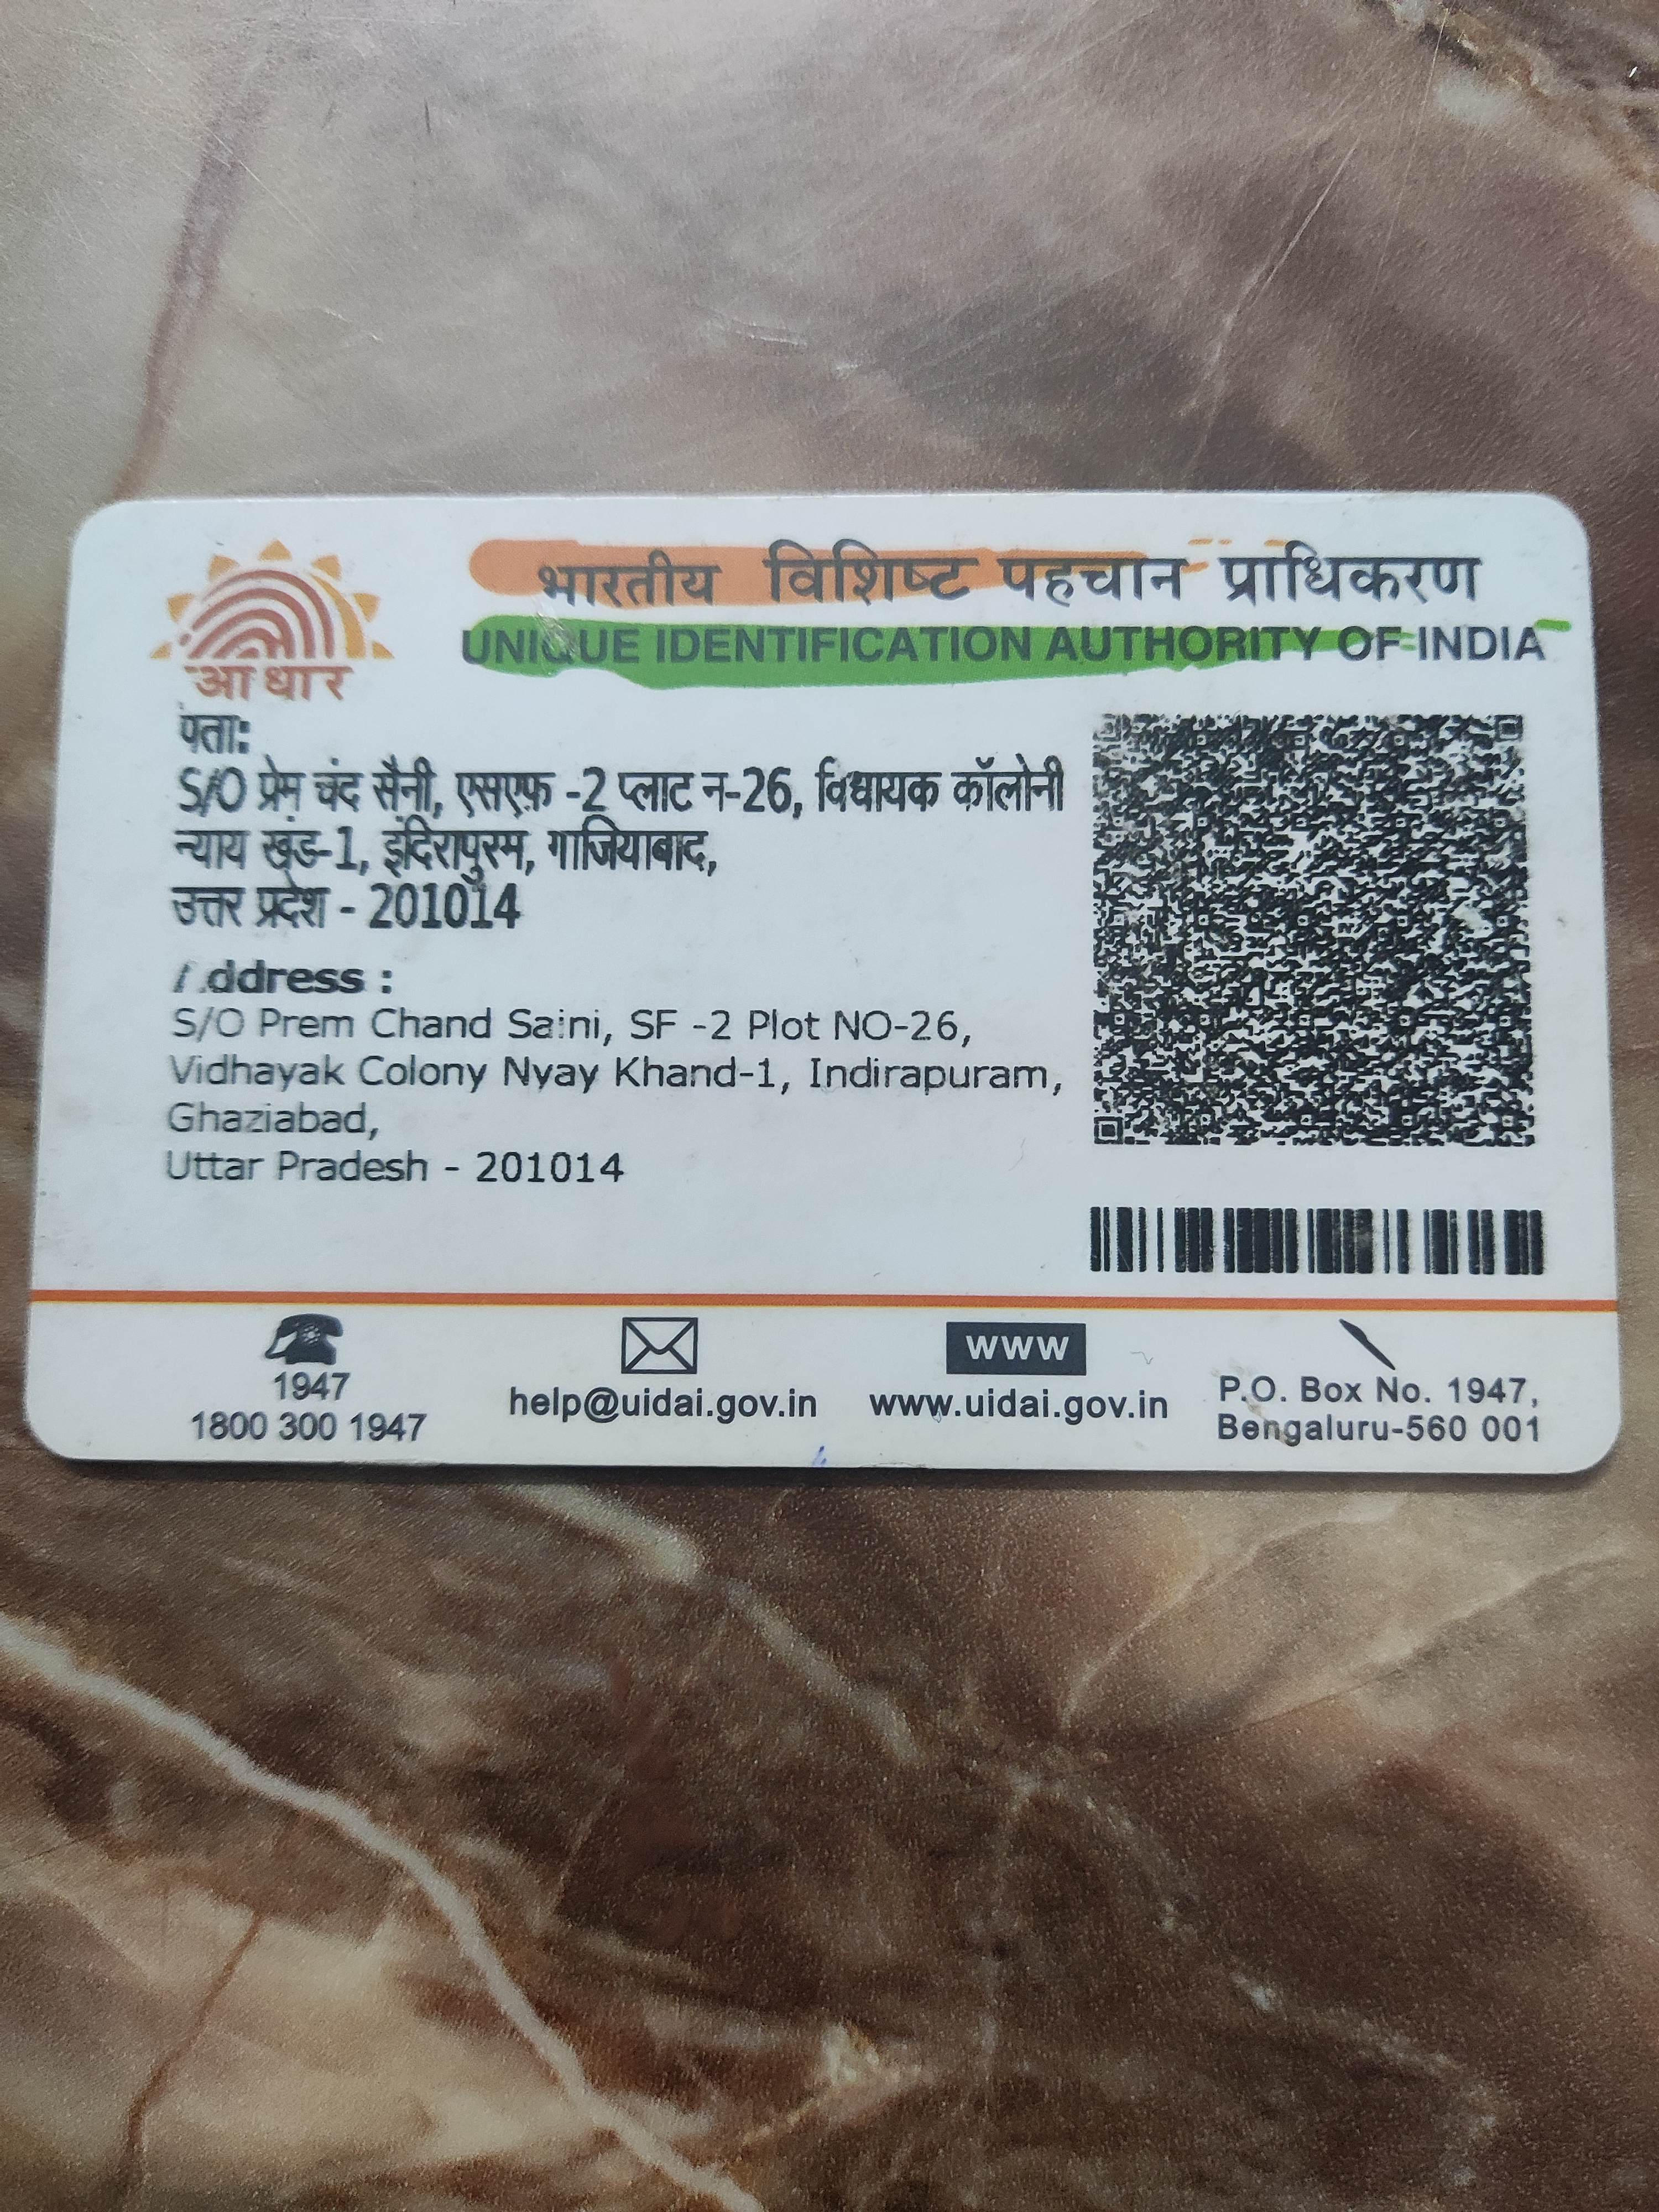 भारतीय विशिष्ट पहचान प्राधिकरण
UNIQUE IDENTIFICATION AUTHORITY OF INDIA
आधार
पता:
S/O प्रेम चंद सैनी, एसएफ -2 प्लाट न-26, विधायक कॉलोनी
न्याय खंड-1, इंदिरापुरम, गाजियाबाद,
उत्तर प्रदेश - 201014
Address :
S/O Prem Chand Saini, SF -2 Plot NO-26,
Vidhayak Colony Nyay Khand-1, Indirapuram,
Ghaziabad,
Uttar Pradesh - 201014
1947
1800 300 1947
help@uidai.gov.in
www
www.uidai.gov.in
P.O. Box No. 1947,
Bengaluru-560 001